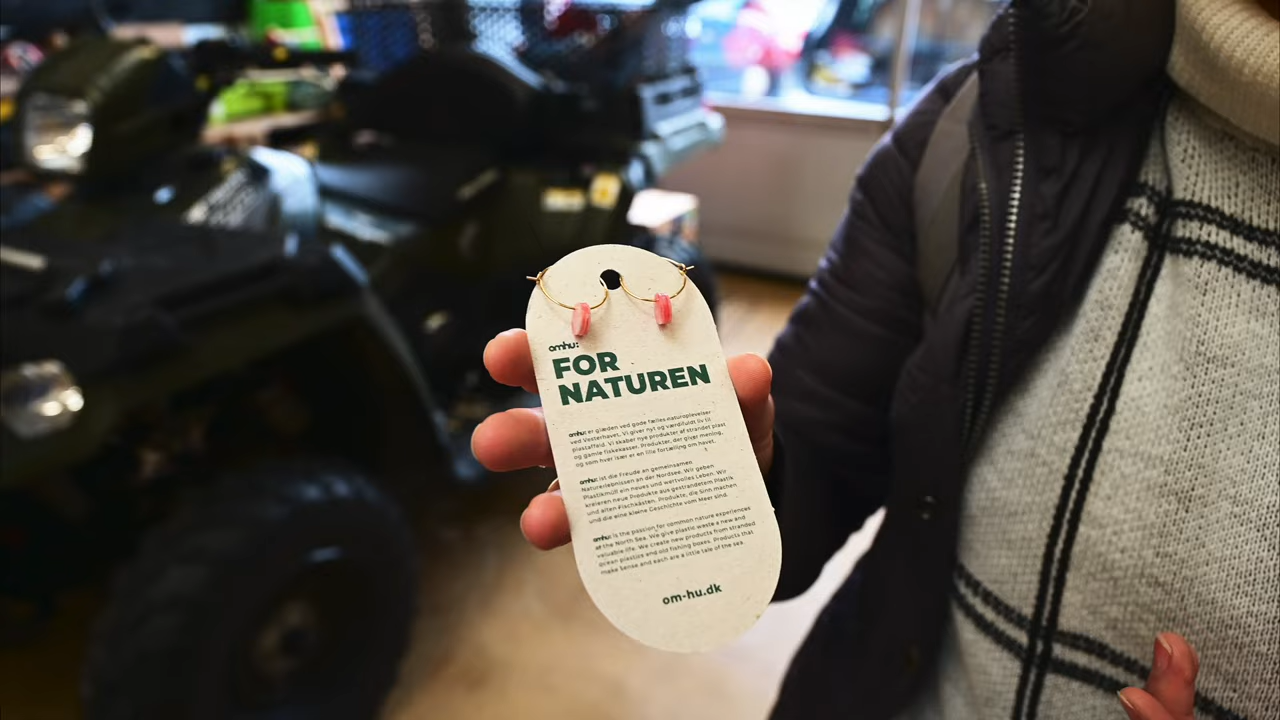 omhu:
FOR
NATUREN
omhu: er glæden ved gode fælles naturoplevelser
ved Vesterhavet. Vi giver nyt og værdifuldt liv til
plastaffald. Vi skaber nye produkter af strandet plast
og gamle fiskekasser. Produkter, der giver mening,
og som hver især er en lille fortælling om havet.
omhu: ist die Freude an gemeinsamen
Naturerlebnissen an der Nordsee. Wir geben
Plastikmüll ein neues und wertvolles Leben. Wir
kreieren neue Produkte aus gestrandetem Plastik
und alten Fischkästen. Produkte, die Sinn machen
und die eine kleine Geschichte vom Meer sind.
omhu: is the passion for common nature experiences
at the North Sea. We give plastic waste a new and
valuable life. We create new products from stranded
ocean plastics and old fishing boxes. Products that
make Sense and each are a little tale of the sea.
om-hu.dk